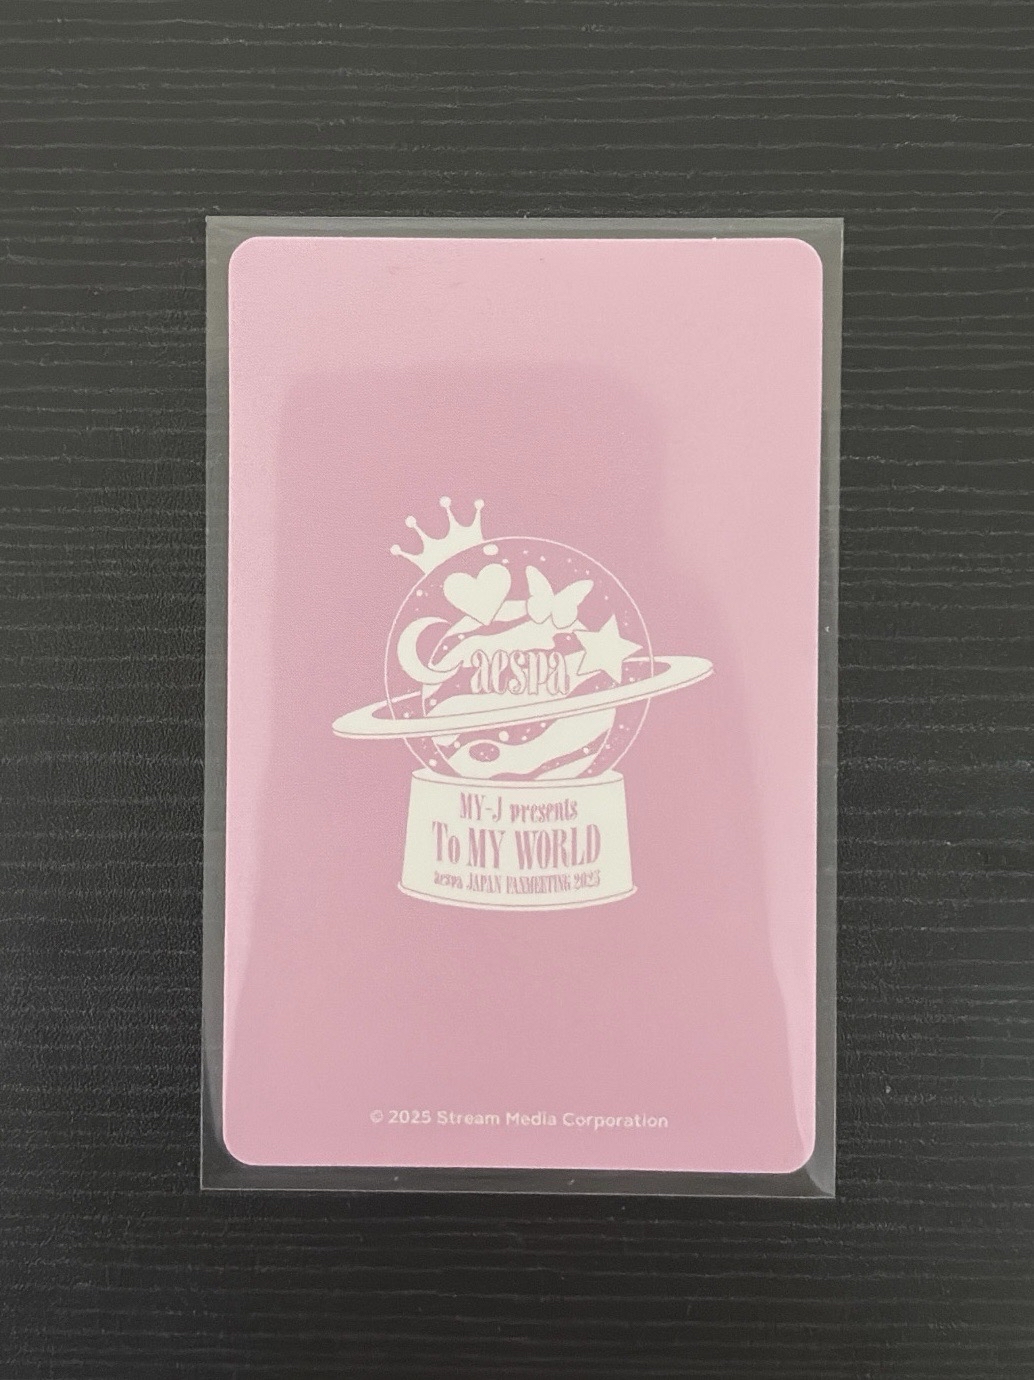 aespa
MY-J presents
To MY WORLD
aespa JAPAN FANMEETING 2025
© 2025 Stream Media Corporation